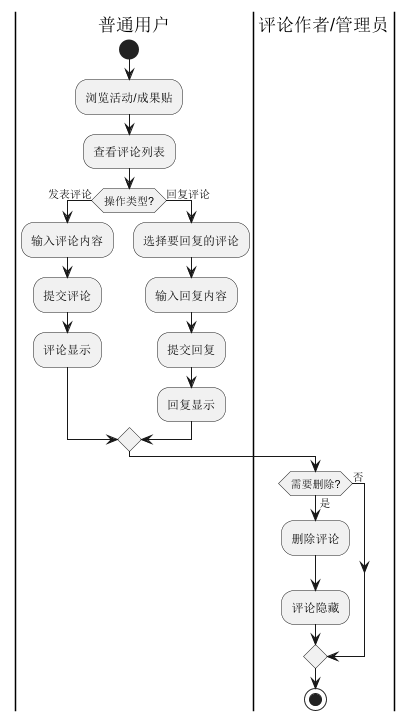 普通用户
评论作者/管理员
浏览活动/成果贴
查看评论列表
发表评论
操作类型?
回复评论
输入评论内容
选择要回复的评论
提交评论
输入回复内容
评论显示
提交回复
回复显示
需要删除?
否
是
删除评论
评论隐藏